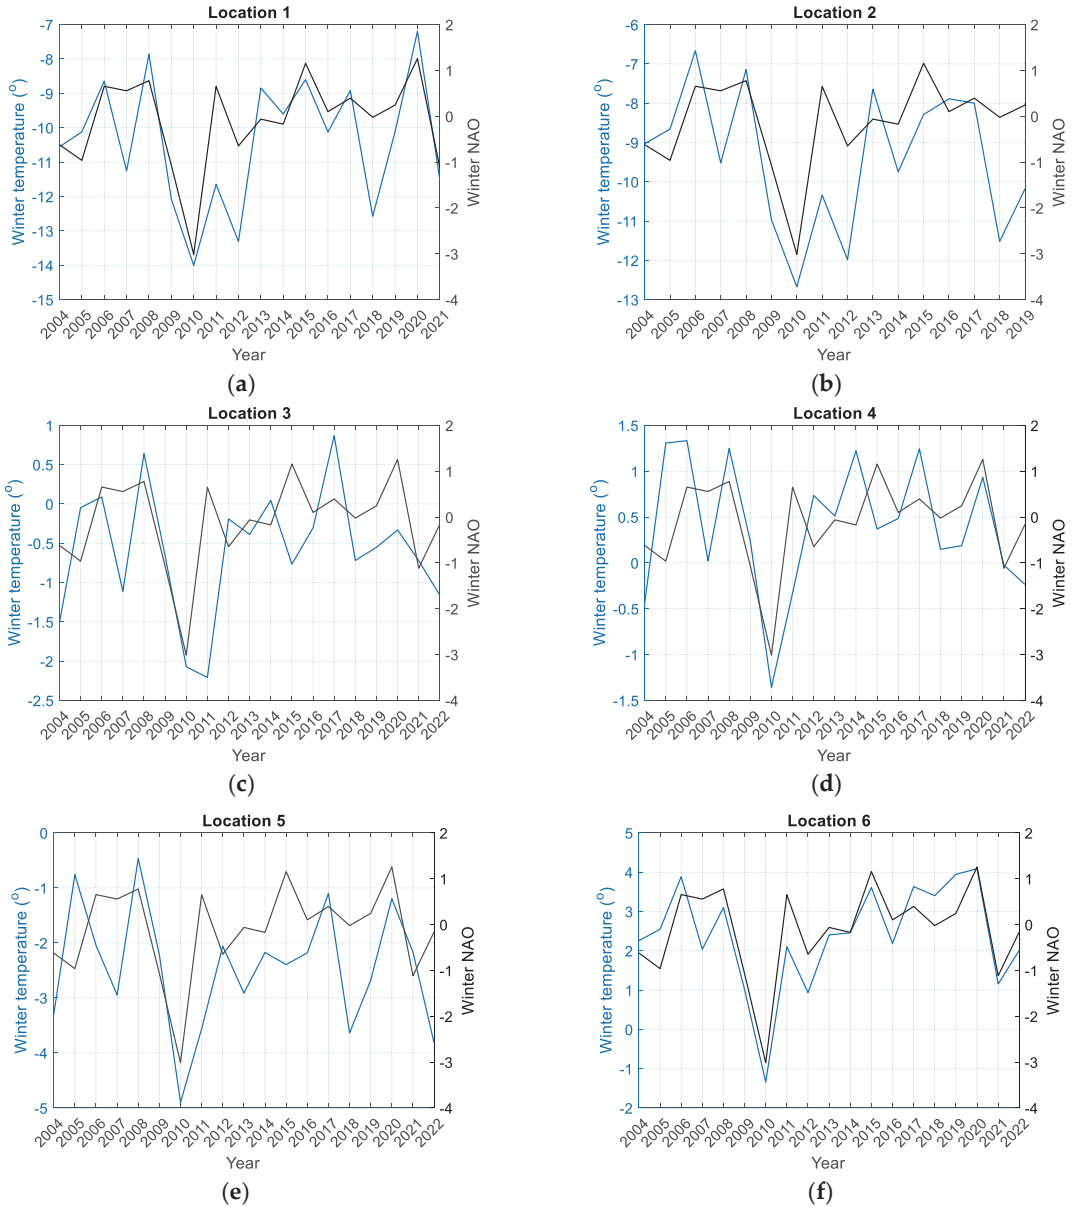 Location 1
Winter temperature (°)
-7
-8
-9
-10
-11
-12
-13
-14
-15
2
1
0
-1
-2
-3
-4
Winter NAO
2004 2005 2006 2007 2008 2009 2010 2011 2012 2013 2014 2015 2016 2017 2018 2019 2020 2021
Year
(a)
Location 2
Winter temperature (°)
-6
-7
-8
-9
-10
-11
-12
-13
2
1
0
-1
-2
-3
-4
Winter NAO
2004 2005 2006 2007 2008 2009 2010 2011 2012 2013 2014 2015 2016 2017 2018 2019
Year
(b)
Location 3
Winter temperature (°)
1
0.5
0
-0.5
-1
-1.5
-2
-2.5
2
1
0
-1
-2
-3
-4
Winter NAO
2004 2005 2006 2007 2008 2009 2010 2011 2012 2013 2014 2015 2016 2017 2018 2019 2020 2021 2022
Year
(c)
Location 4
Winter temperature (°)
1.5
1
0.5
0
-0.5
-1
-1.5
2
1
0
-1
-2
-3
-4
Winter NAO
2004 2005 2006 2007 2008 2009 2010 2011 2012 2013 2014 2015 2016 2017 2018 2019 2020 2021 2022
Year
(d)
Location 5
Winter temperature (°)
0
-1
-2
-3
-4
-5
2
1
0
-1
-2
-3
-4
Winter NAO
2004 2005 2006 2007 2008 2009 2010 2011 2012 2013 2014 2015 2016 2017 2018 2019 2020 2021 2022
Year
(e)
Location 6
Winter temperature (°)
5
4
3
2
1
0
-1
-2
2
1
0
-1
-2
-3
-4
Winter NAO
2004 2005 2006 2007 2008 2009 2010 2011 2012 2013 2014 2015 2016 2017 2018 2019 2020 2021 2022
Year
(f)